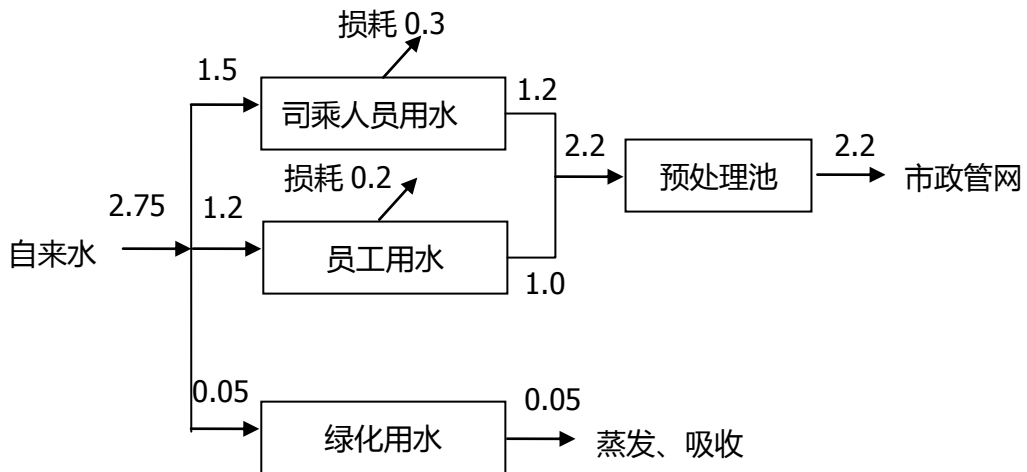 损耗 0.3
1.5
司乘人员用水
1.2
损耗 0.2
2.2
预处理池
2.2
市政管网
2.75
1.2
自来水
员工用水
1.0
0.05
绿化用水
0.05
蒸发、吸收